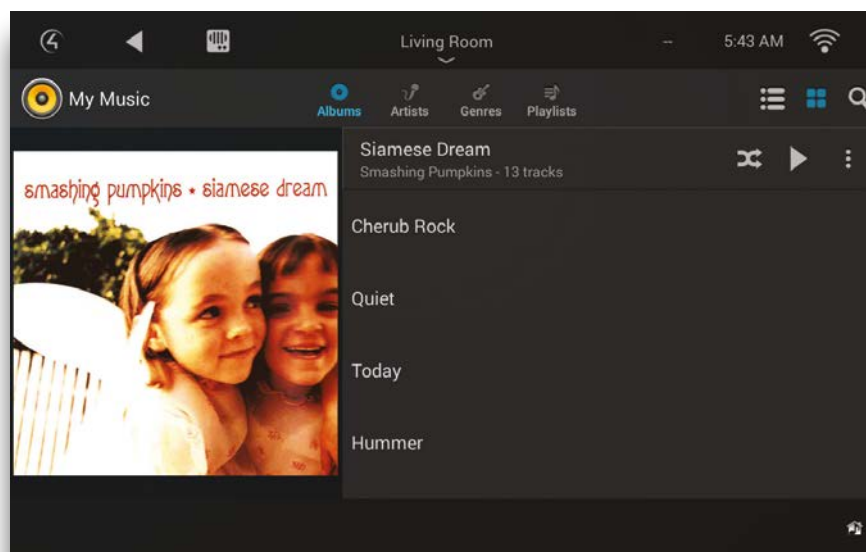 Living Room
--
5:43 AM
My Music
Albums
Artists
Genres
Playlists
Siamese Dream
Smashing Pumpkins - 13 tracks
smashing pumpkins * siamese dream
Cherub Rock
Quiet
Today
Hummer